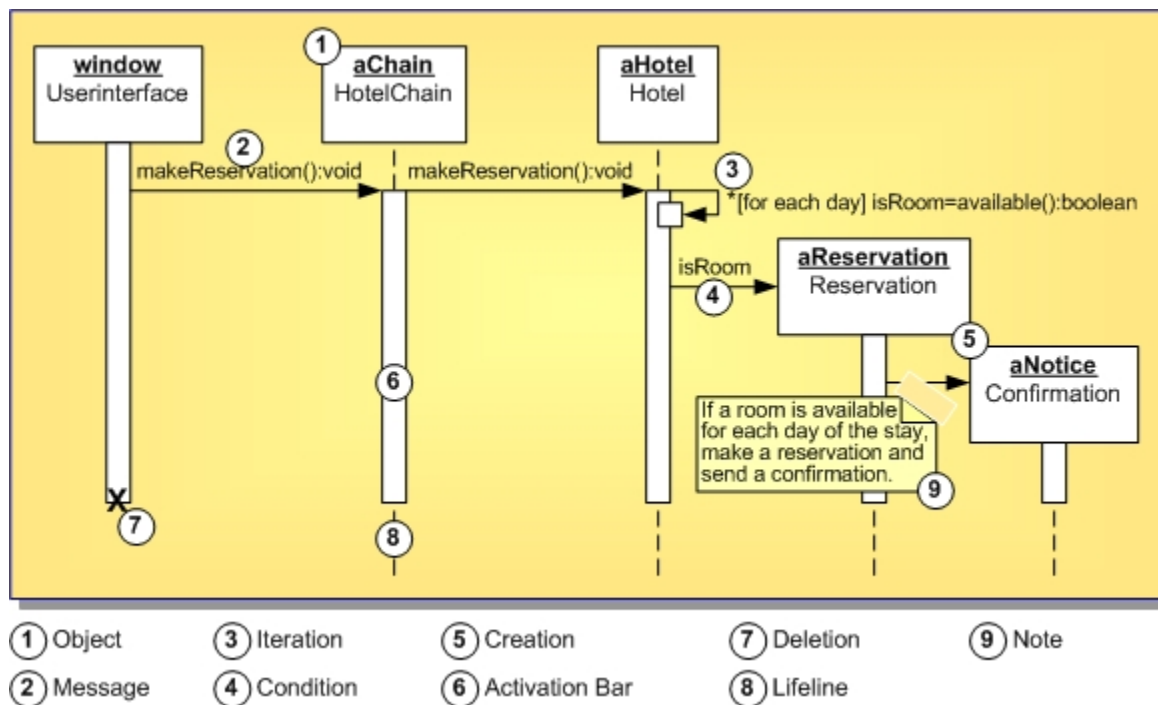 1
window
Userinterface
aChain
HotelChain
aHotel
Hotel
2
makeReservation():void
makeReservation():void
3
*[for each day] isRoom=available():boolean
isRoom
4
aReservation
Reservation
5
aNotice
Confirmation
6
If a room is available
for each day of the stay,
make a reservation and
send a confirmation.
9
X
7
8
1 Object
3 Iteration
5 Creation
7 Deletion
9 Note
2 Message
4 Condition
6 Activation Bar
8 Lifeline